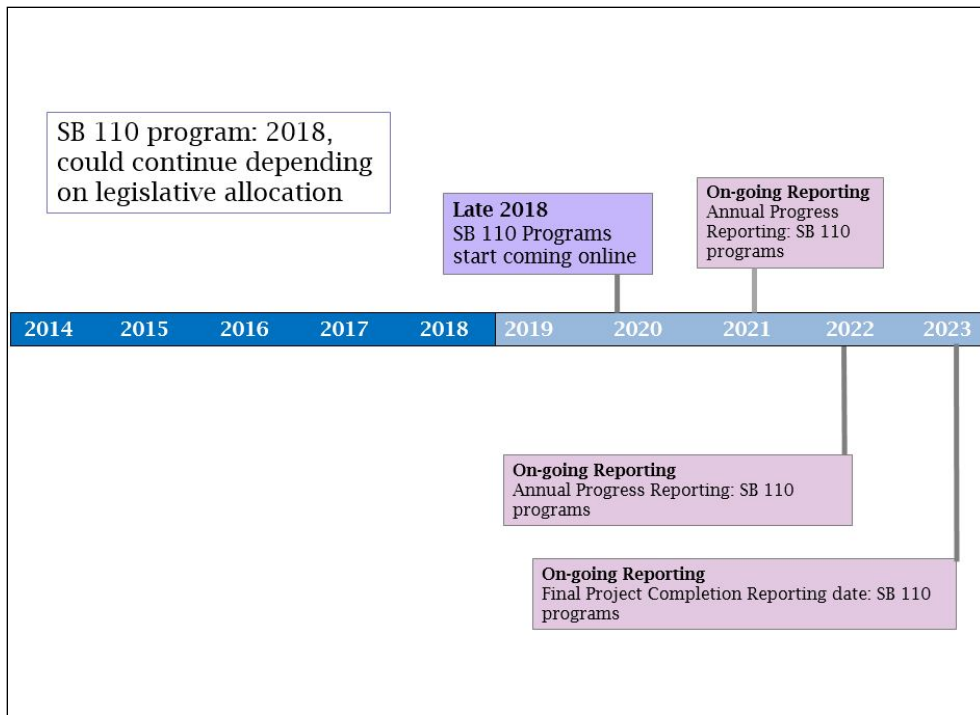 SB 110 program: 2018,
could continue depending
on legislative allocation
Late 2018
SB 110 Programs
start coming online
On-going Reporting
Annual Progress
Reporting: SB 110
programs
2014 2015 2016 2017 2018 2019 2020 2021 2022 2023
On-going Reporting
Annual Progress Reporting: SB 110
programs
On-going Reporting
Final Project Completion Reporting date: SB 110
programs